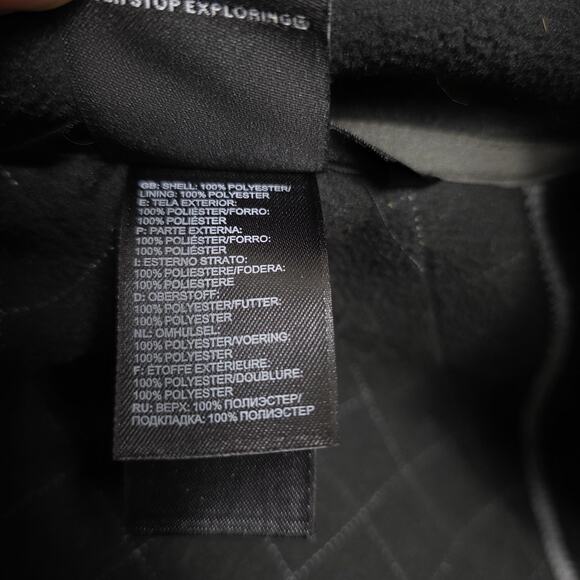 STOP EXPLORING
GB: SHELL: 100% POLYESTER/
LINING: 100% POLYESTER
E: TELA EXTERIOR:
100% POLIÉSTER/FORRO:
100% POLIÉSTER
P: PARTE EXTERNA:
100% POLIÉSTER/FORRO:
100% POLIÉSTER
I: ESTERNO STRATO:
100% POLIESTERE/FODERA:
100% POLIESTERE
D: OBERSTOFF:
100% POLYESTER/FUTTER:
100% POLYESTER
NL: OMHULSEL:
100% POLYESTER/VOERING:
100% POLYESTER
F: ÉTOFFE EXTÉRIEURE:
100% POLYESTER/DOUBLURE:
100% POLYESTER
RU: ВЕРХ: 100% ПОЛИЭСТЕР/
ПОДКЛАДКА: 100% ПОЛИЭСТЕР